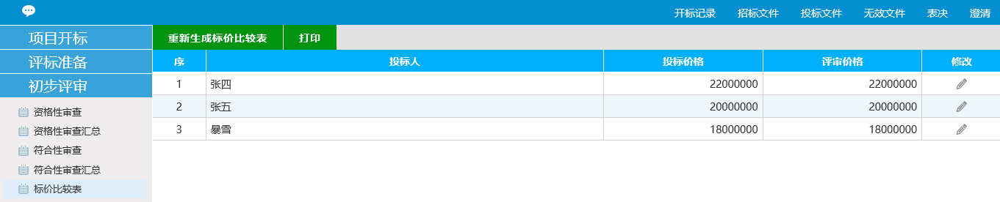 开标记录 招标文件 投标文件 无效文件 表决 澄清
项目开标
评标准备
初步评审
资格性审查
资格性审查汇总
符合性审查
符合性审查汇总
标价比较表
重新生成标价比较表 打印
序 投标人 投标价格 评审价格 修改
1 张四 22000000 22000000
2 张五 20000000 20000000
3 暴雪 18000000 18000000